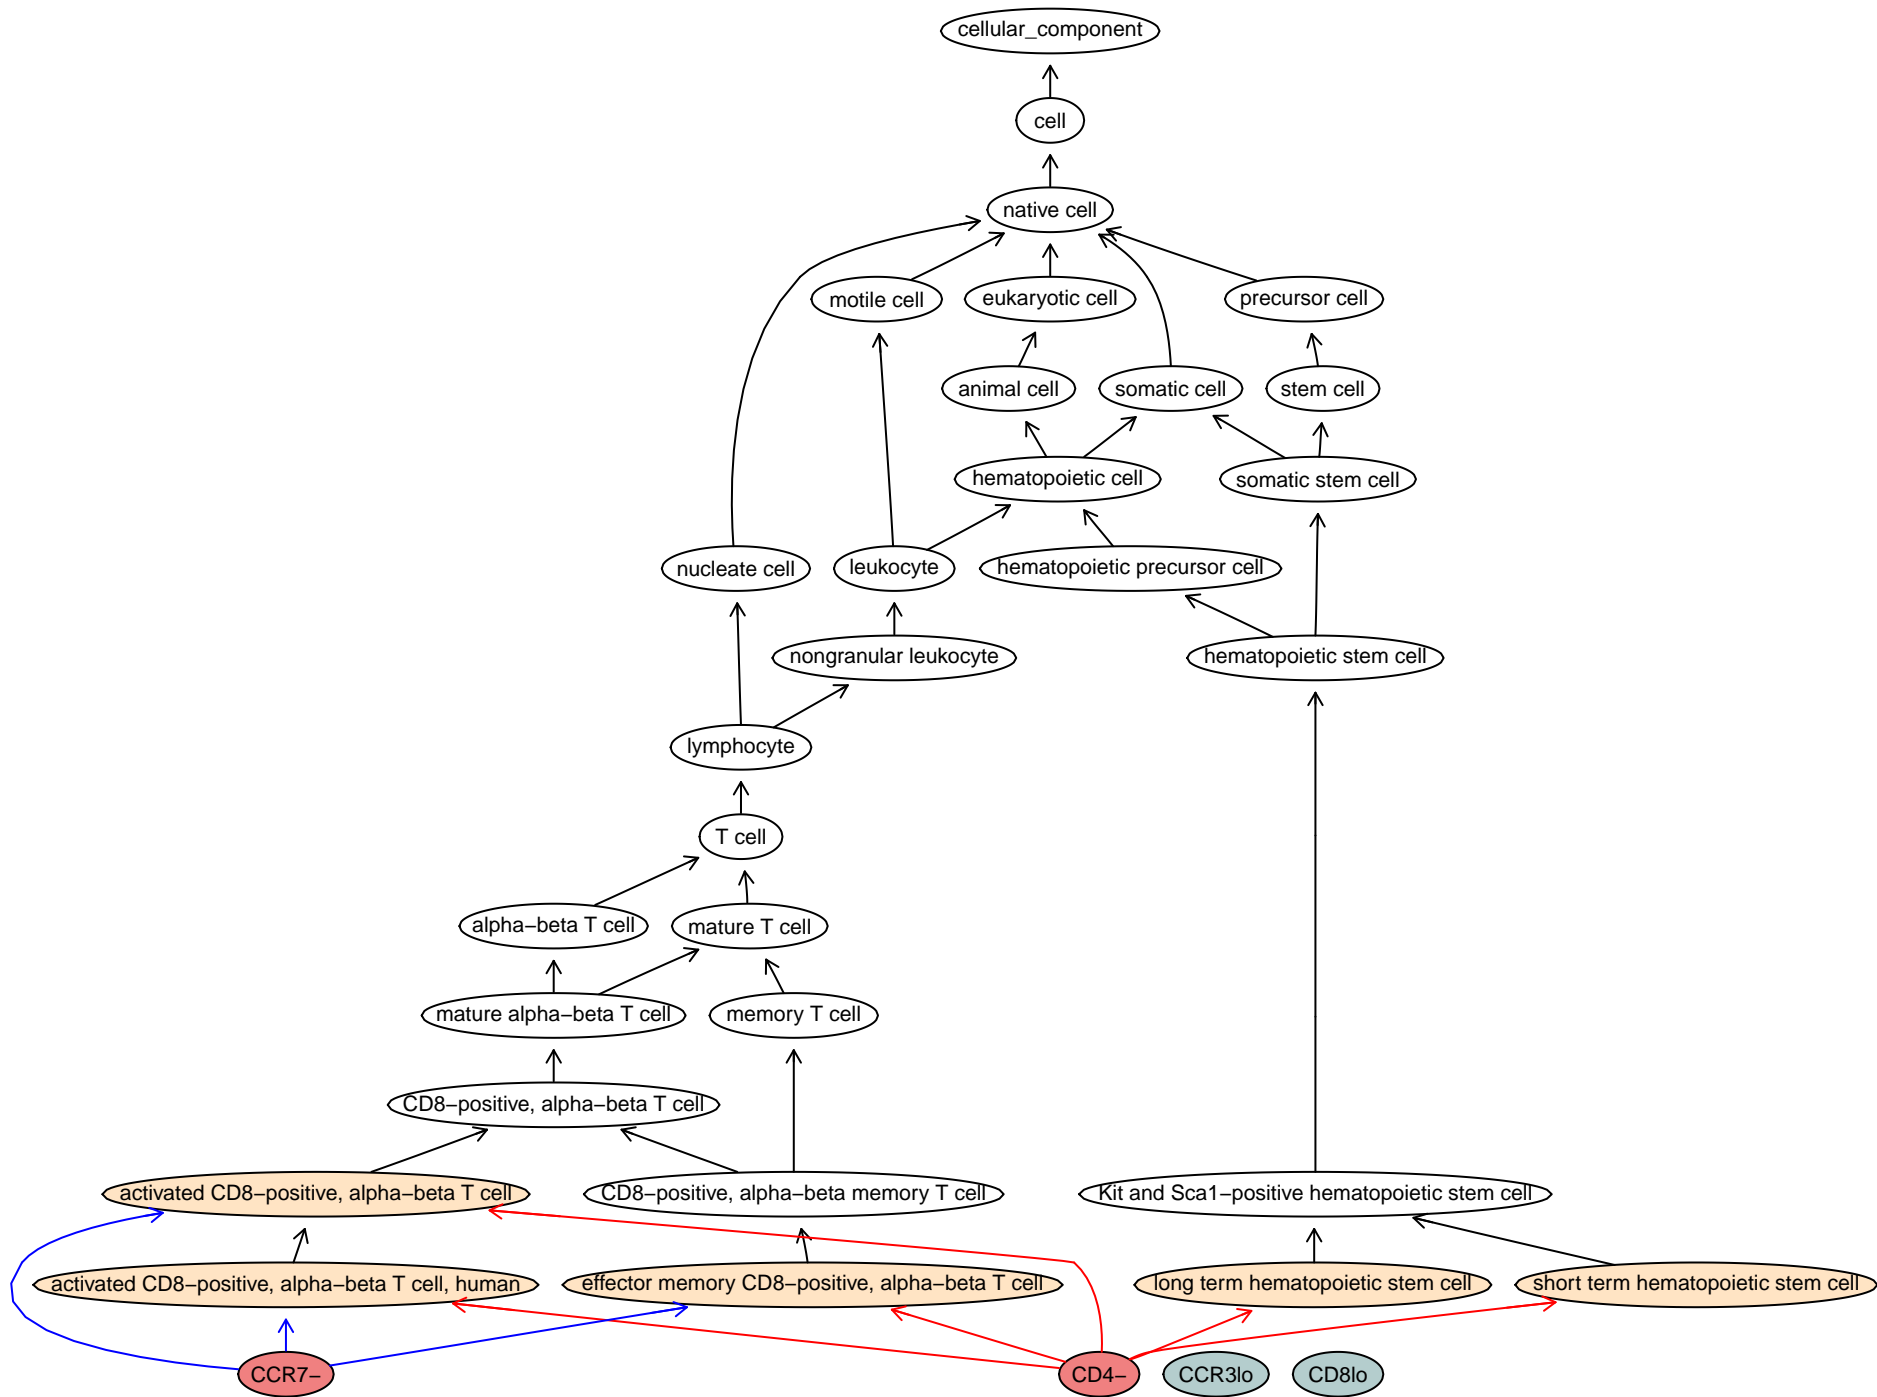 cellular_component
cell
native cell
motile cell
eukaryotic cell
precursor cell
animal cell
somatic cell
stem cell
hematopoietic cell
somatic stem cell
nucleate cell
leukocyte
hematopoietic precursor cell
nongranular leukocyte
hematopoietic stem cell
lymphocyte
T cell
alpha−beta T cell
mature T cell
mature alpha−beta T cell
memory T cell
CD8−positive, alpha−beta T cell
activated CD8−positive, alpha−beta T cell
CD8−positive, alpha−beta memory T cell
Kit and Sca1−positive hematopoietic stem cell
activated CD8−positive, alpha−beta T cell, human
effector memory CD8−positive, alpha−beta T cell
long term hematopoietic stem cell
short term hematopoietic stem cell
CCR7−
CD4−
CCR3lo
CD8lo